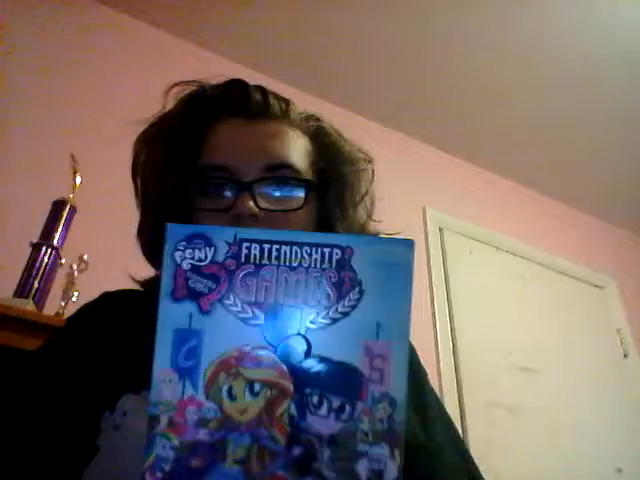 My Little
PONY
Equestria
Girls
FRIENDSHIP
GAMES
C
S